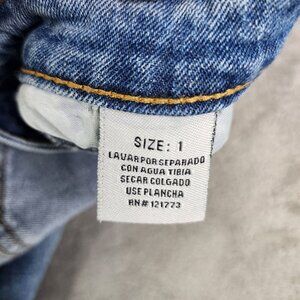 SIZE: 1
LAVAR POR SEPARADO
CON AGUA TIBIA
SECAR COLGADO
USE PLANCHA
RN# 121773